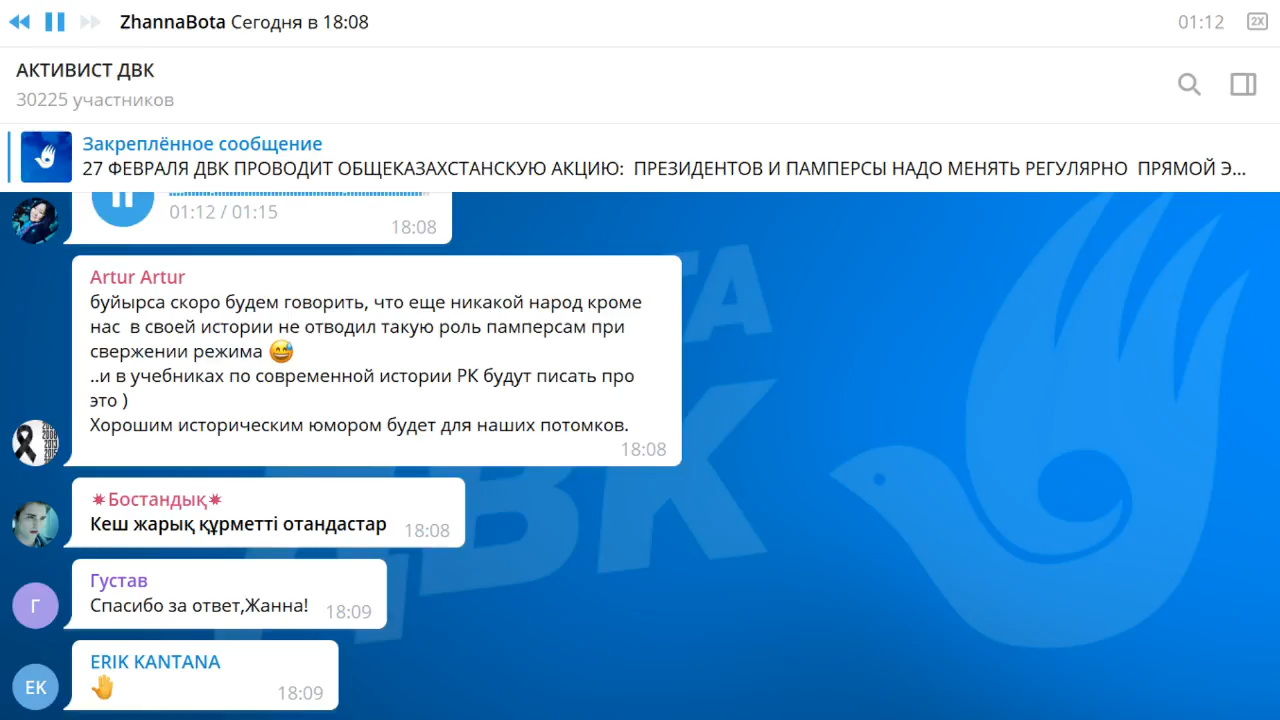 ZhannaBota Сегодня в 18:08
01:12
2X
АКТИВИСТ ДВК
30225 участников
Закреплённое сообщение
27 ФЕВРАЛЯ ДВК ПРОВОДИТ ОБЩЕКАЗАХСТАНСКУЮ АКЦИЮ: ПРЕЗИДЕНТОВ И ПАМПЕРСЫ НАДО МЕНЯТЬ РЕГУЛЯРНО ПРЯМОЙ Э...
01:12 / 01:15
18:08
Artur Artur
буйырса скоро будем говорить, что еще никакой народ кроме
нас в своей истории не отводил такую роль памперсам при
свержении режима 😅
..и в учебниках по современной истории РК будут писать про
это )
Хорошим историческим юмором будет для наших потомков.
18:08
✷Бостандық✷
Кеш жарық құрметті отандастар
18:08
Густав
Г
Спасибо за ответ,Жанна!
18:09
ERIK KANTANA
EK
🤚
18:09
ДВК